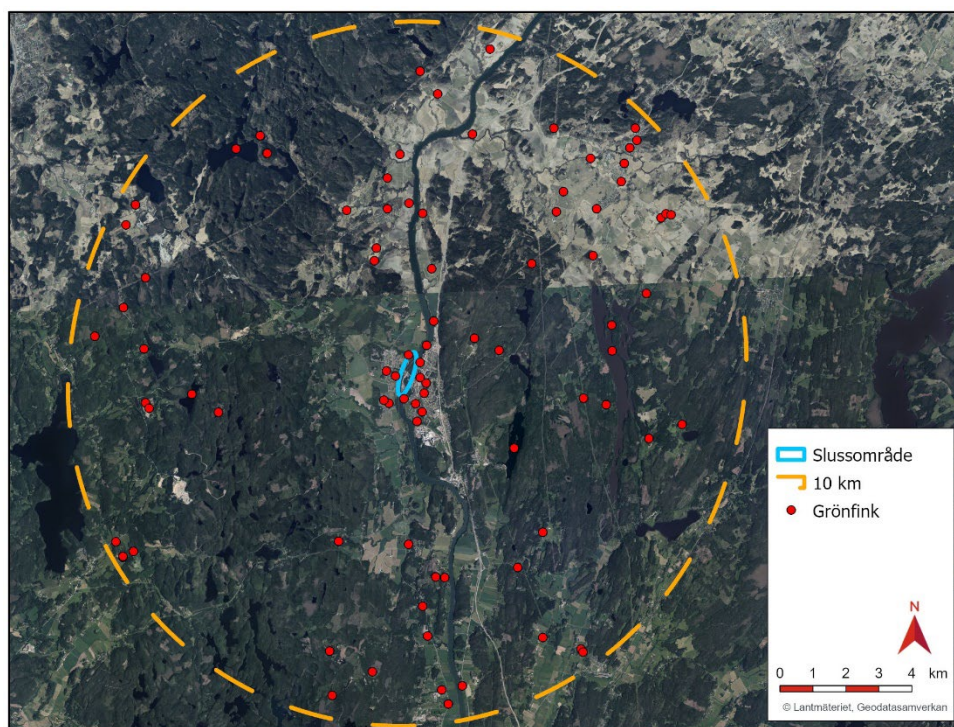 Slussområde
10 km
Grönfink
N
0 1 2 3 4 km
© Lantmäteriet, Geodatasamverkan